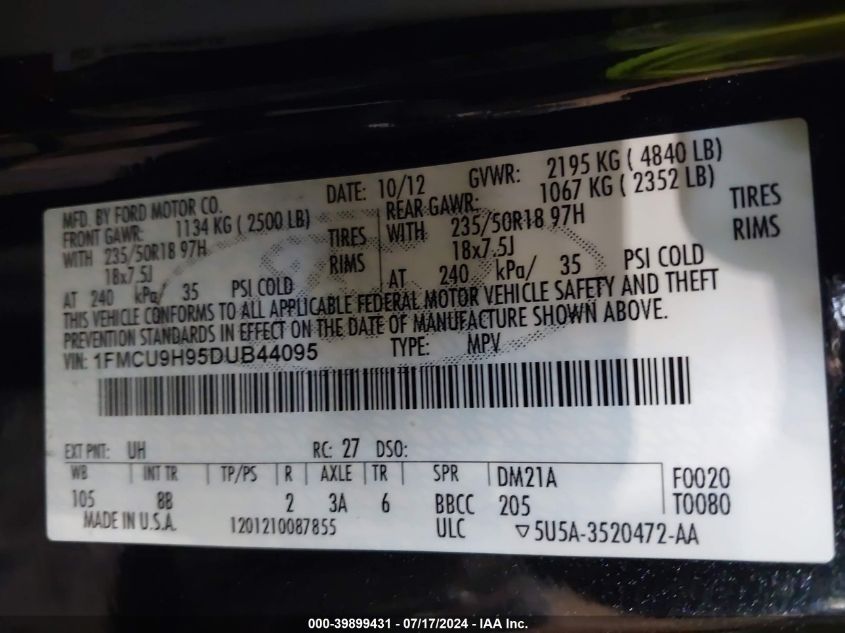 MFD. BY FORD MOTOR CO. DATE: 10/12 GVWR: 2195 KG ( 4840 LB)
FRONT GAWR: 1134 KG ( 2500 LB) REAR GAWR: 1067 KG ( 2352 LB)
WITH 235/50R18 97H TIRES WITH 235/50R18 97H TIRES
18x7.5J RIMS 18x7.5J RIMS
AT 240 kPa/ 35 PSI COLD AT 240 kPa/ 35 PSI COLD
THIS VEHICLE CONFORMS TO ALL APPLICABLE FEDERAL MOTOR VEHICLE SAFETY AND THEFT
PREVENTION STANDARDS IN EFFECT ON THE DATE OF MANUFACTURE SHOWN ABOVE.
VIN: 1FMCU9H95DUB44095 TYPE: MPV
EXT PNT: UH RC: 27 DSO:
WB INT TR TP/PS R AXLE TR SPR DM21A F0020
105 8B 2 3A 6 BBCC 205 T0080
MADE IN U.S.A. 1201210087855 ULC ▽5U5A-3520472-AA
000-39899431 - 07/17/2024 - IAA Inc.